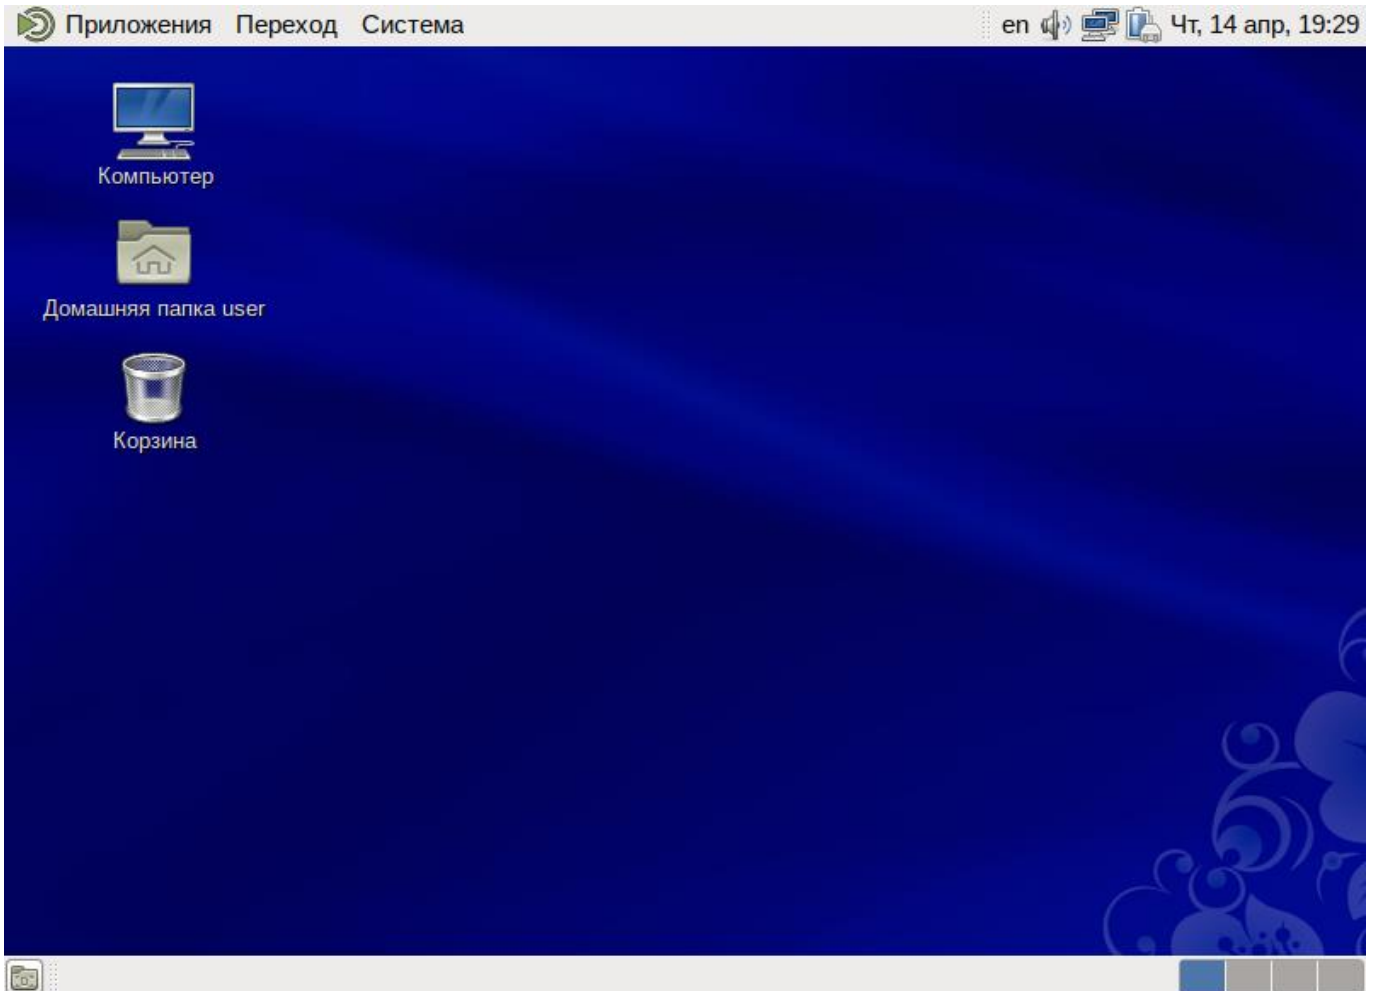 Приложения Переход Система en Чт, 14 апр, 19:29
Компьютер
Домашняя папка user
Корзина